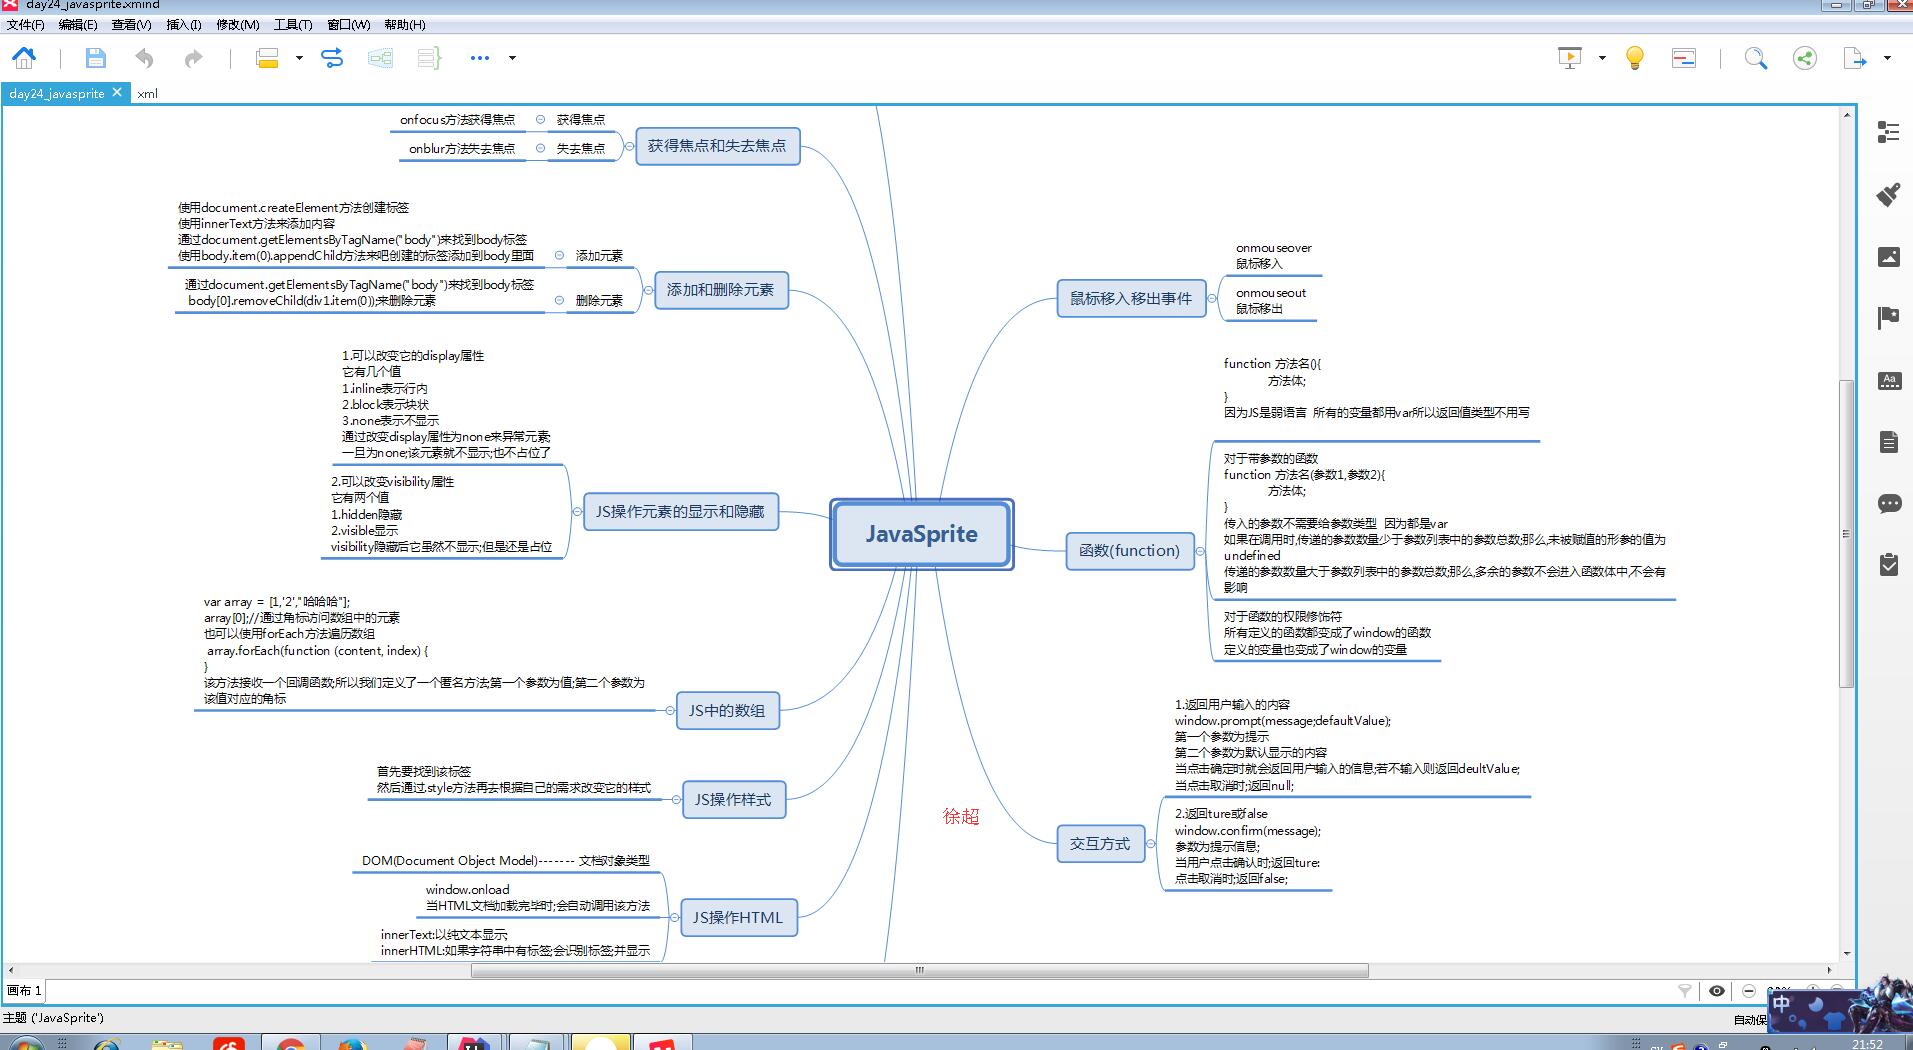 day24_javasprite.xmind
文件(F) 编辑(E) 查看(V) 插入(I) 修改(M) 工具(T) 窗口(W) 帮助(H)
day24_javasprite
xml
onfocus方法获得焦点
获得焦点
onblur方法失去焦点
失去焦点
获得焦点和失去焦点
使用document.createElement方法创建标签
使用innerText方法来添加内容
通过document.getElementsByTagName("body")来找到body标签
使用body.item(0).appendChild方法来吧创建的标签添加到body里面
添加元素
通过document.getElementsByTagName("body")来找到body标签
body[0].removeChild(div1.item(0));来删除元素
删除元素
添加和删除元素
1.可以改变它的display属性
它有几个值
1.inline表示行内
2.block表示块状
3.none表示不显示
通过改变display属性为none来异常元素;
一旦为none;该元素就不显示;也不占位了
2.可以改变visibility属性
它有两个值
1.hidden隐藏
2.visible显示
visibility隐藏后它虽然不显示;但是还是占位
JS操作元素的显示和隐藏
var array = [1,'2',"哈哈哈"];
array[0];//通过角标访问数组中的元素
也可以使用forEach方法遍历数组
array.forEach(function (content, index) {
}
该方法接收一个回调函数;所以我们定义了一个匿名方法;第一个参数为值;第二个参数为
该值对应的角标
JS中的数组
首先要找到该标签
然后通过.style方法再去根据自己的需求改变它的样式
JS操作样式
DOM(Document Object Model)------- 文档对象类型
window.onload
当HTML文档加载完毕时;会自动调用该方法
innerText:以纯文本显示;
innerHTML:如果字符串中有标签;会识别标签;并显示
JS操作HTML
JavaSprite
onmouseover
鼠标移入
onmouseout
鼠标移出
鼠标移入移出事件
function 方法名(){
方法体;
}
因为JS是弱语言 所有的变量都用var所以返回值类型不用写
对于带参数的函数
function 方法名(参数1,参数2){
方法体;
}
传入的参数不需要给参数类型 因为都是var
如果在调用时,传递的参数数量少于参数列表中的参数总数;那么,未被赋值的形参的值为
undefined
传递的参数数量大于参数列表中的参数总数;那么,多余的参数不会进入函数体中,不会有
影响
对于函数的权限修饰符
所有定义的函数都变成了window的函数
定义的变量也变成了window的变量
函数(function)
1.返回用户输入的内容
window.prompt(message;defaultValue);
第一个参数为提示
第二个参数为默认显示的内容
当点击确定时就会返回用户输入的信息;若不输入则返回deultValue;
当点击取消时;返回null;
2.返回ture或false
window.confirm(message);
参数为提示信息;
当用户点击确认时;返回ture:
点击取消时;返回false;
交互方式
徐超
画布 1
主题 ('JavaSprite')
自动保
中
21:52